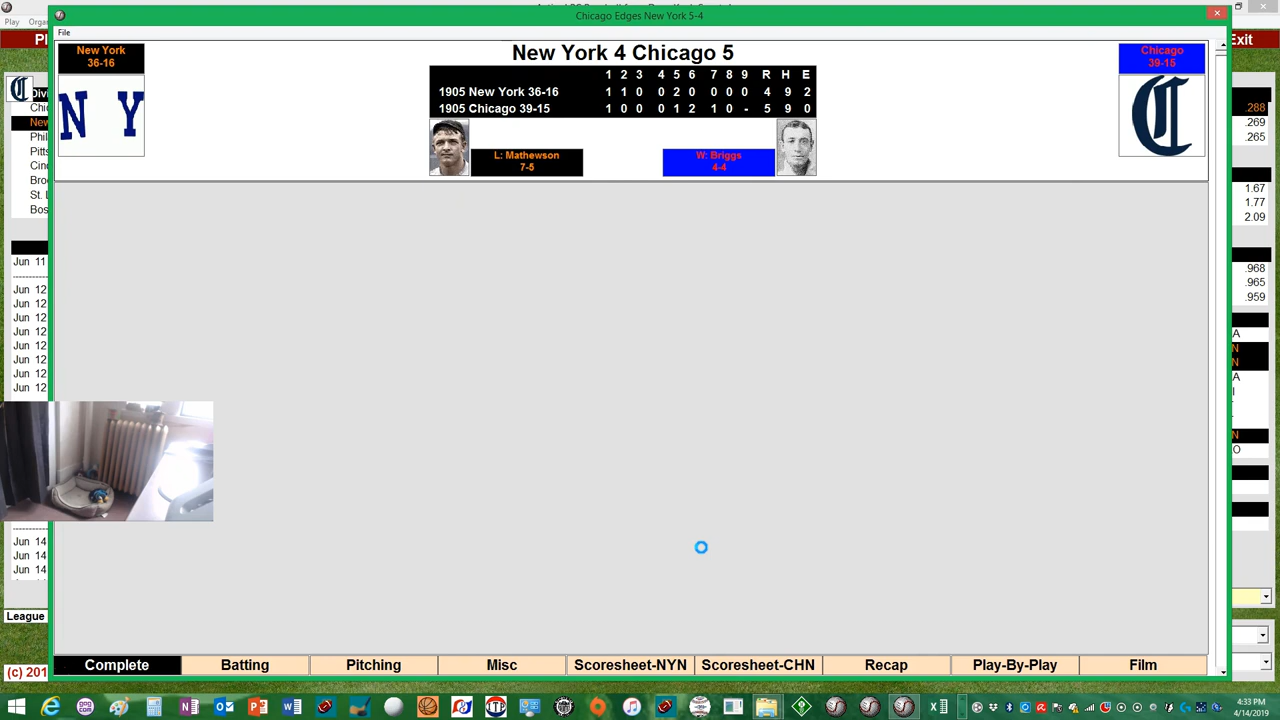 Chicago Edges New York 5-4
Play
File
Exit
New York
36-16
New York 4 Chicago 5
Chicago
39-15
N Y
C
1 2 3 4 5 6 7 8 9 R H E
1905 New York 36-16 1 1 0 0 2 0 0 0 0 4 9 2
1905 Chicago 39-15 1 0 0 0 1 2 1 0 - 5 9 0
L: Mathewson
7-5
W: Briggs
4-4
.288
.269
.265
1.67
1.77
2.09
.968
.965
.959
Jun 11
Jun 12
Jun 12
Jun 12
Jun 12
Jun 12
Jun 12
Jun 12
Jun 12
Jun 14
Jun 14
Jun 14
League
(c) 201
Complete Batting Pitching Misc Scoresheet-NYN Scoresheet-CHN Recap Play-By-Play Film
4:33 PM
4/14/2019